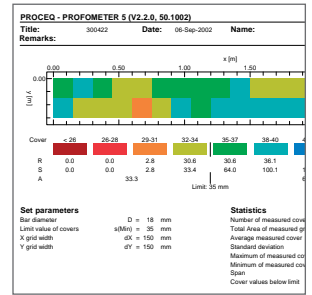 PROCEQ - PROFOMETER 5 (V2.2.0, 50.1002)
Title: 300422 Date: 06-Sep-2002 Name:
Remarks:
x [m]
0.0 0.50 1.00 1.50
0.00
y [m]
Cover < 26 26-28 29-31 32-34 35-37 38-40 4
R 0.0 0.0 2.8 30.6 30.6 36.1
S 0.0 0.0 2.8 33.4 64.0 100.1
A 33.3 6
Limit: 35 mm
Set parameters Statistics
Bar diameter D = 18 mm Number of measured cove
Limit value of covers s(Min) = 35 mm Total Area of measured gr
X grid width dX = 150 mm Average measured cover
Y grid width dY = 150 mm Standard deviation
Maximum of measured co
Minimum of measured cov
Span
Cover values below limit